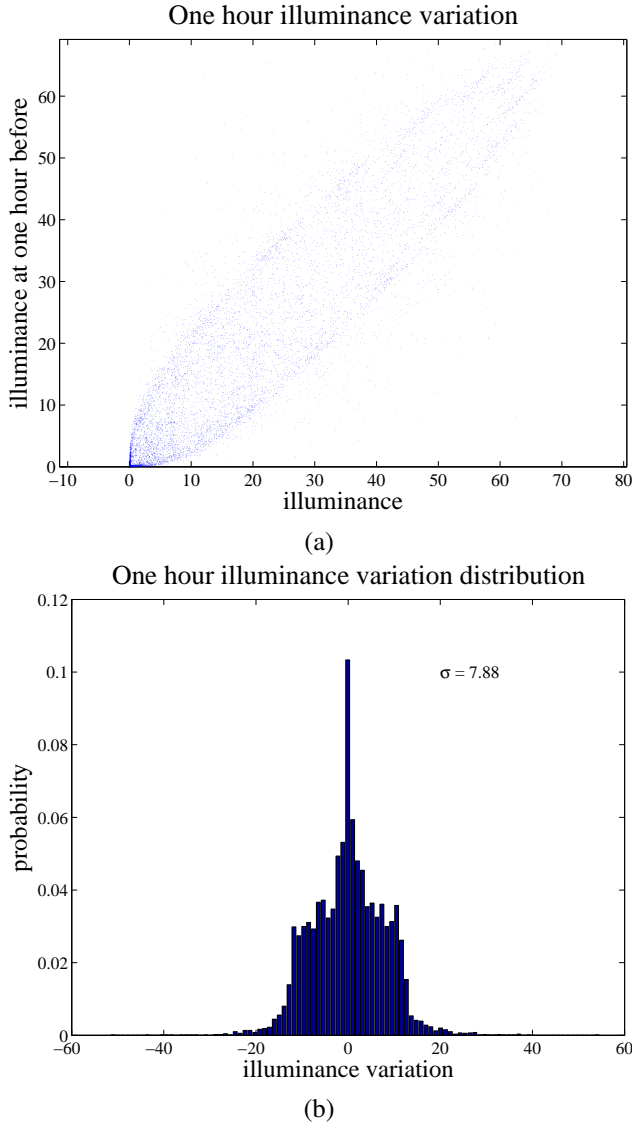 One hour illuminance variation
illuminance at one hour before
60
50
40
30
20
10
0
−10 0 10 20 30 40 50 60 70 80
illuminance
(a)
One hour illuminance variation distribution
probability
0.12
0.1
σ = 7.88
0.08
0.06
0.04
0.02
0
−60 −40 −20 0 20 40 60
illuminance variation
(b)